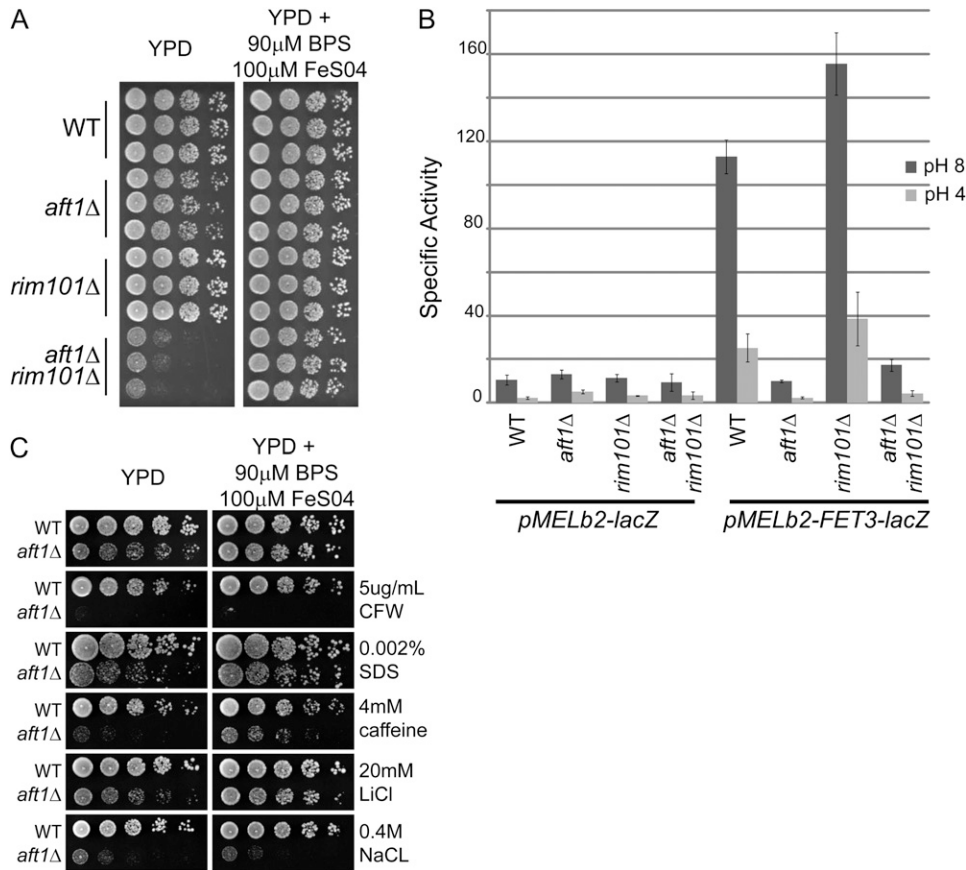 A
YPD
YPD +
90µM BPS
100µM FeS04
WT
aft1Δ
rim101Δ
aft1Δ
rim101Δ
B
Specific Activity
160
120
80
40
0
pH 8
pH 4
WT
aft1Δ
rim101Δ
aft1Δ
rim101Δ
WT
aft1Δ
rim101Δ
aft1Δ
rim101Δ
pMELb2-lacZ
pMELb2-FET3-lacZ
C
YPD
YPD +
90µM BPS
100µM FeS04
WT
aft1Δ
WT
5ug/mL
aft1Δ
CFW
WT
0.002%
aft1Δ
SDS
WT
4mM
aft1Δ
caffeine
WT
20mM
aft1Δ
LiCl
WT
0.4M
aft1Δ
NaCL